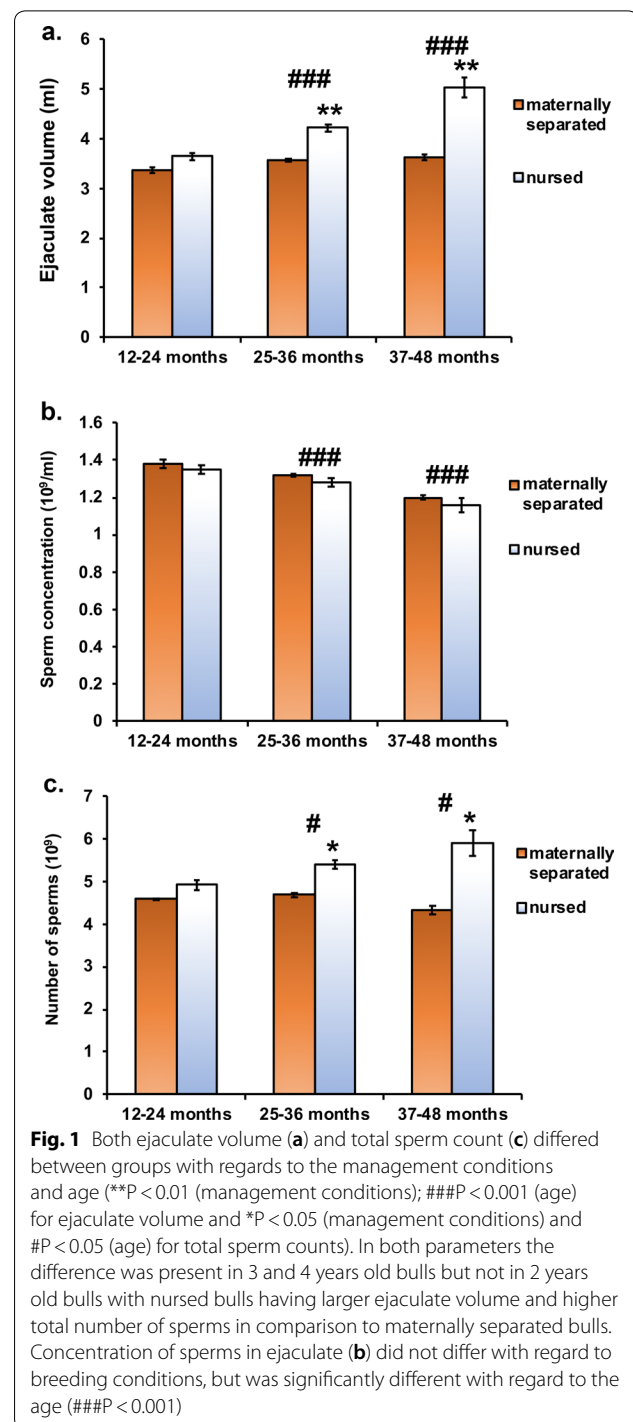 a.
6
5
4
3
2
1
0
Ejaculate volume (ml)
###
**
###
**
maternally
separated
nursed
12-24 months 25-36 months 37-48 months
b.
1.6
1.4
1.2
1
0.8
0.6
0.4
0.2
0
Sperm concentration (10⁹/ml)
###
###
maternally
separated
nursed
12-24 months 25-36 months 37-48 months
c.
7
6
5
4
3
2
1
0
Number of sperms (10⁹)
#
*
#
*
maternally
separated
nursed
12-24 months 25-36 months 37-48 months
Fig. 1 Both ejaculate volume (a) and total sperm count (c) differed
between groups with regards to the management conditions
and age (**P < 0.01 (management conditions); ###P < 0.001 (age)
for ejaculate volume and *P < 0.05 (management conditions) and
#P < 0.05 (age) for total sperm counts). In both parameters the
difference was present in 3 and 4 years old bulls but not in 2 years
old bulls with nursed bulls having larger ejaculate volume and higher
total number of sperms in comparison to maternally separated bulls.
Concentration of sperms in ejaculate (b) did not differ with regard to
breeding conditions, but was significantly different with regard to the
age (###P < 0.001)